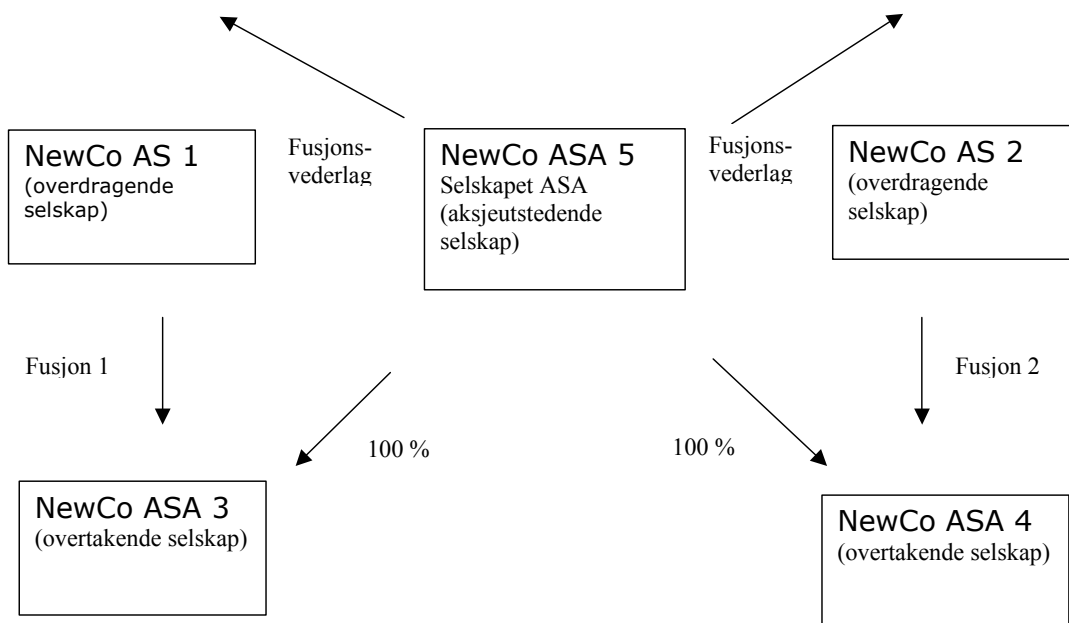 NewCo AS 1
(overdragende
selskap)
Fusjons-
vederlag
NewCo ASA 5
Selskapet ASA
(aksjeutstedende
selskap)
Fusjons-
vederlag
NewCo AS 2
(overdragende
selskap)
Fusjon 1
Fusjon 2
100 %
100 %
NewCo ASA 3
(overtakende selskap)
NewCo ASA 4
(overtakende selskap)